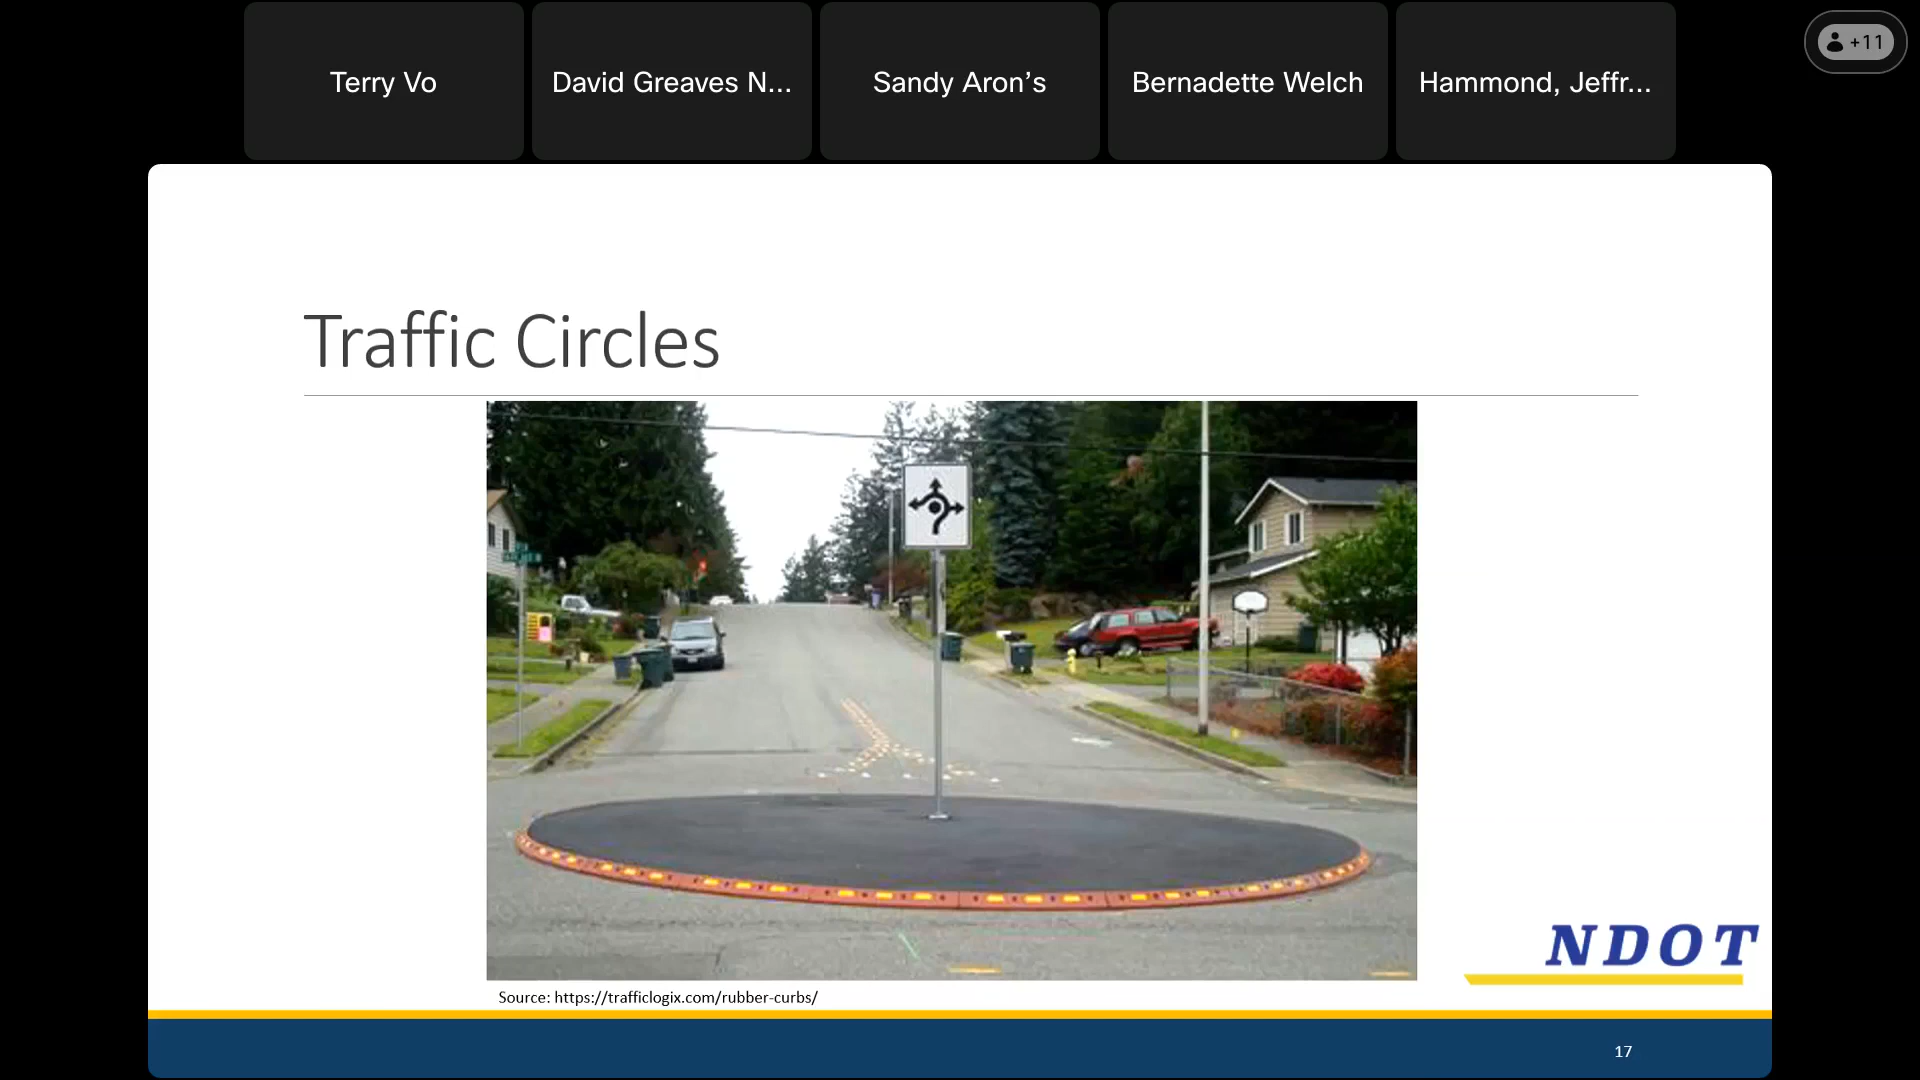 Terry Vo
David Greaves N...
Sandy Aron’s
Bernadette Welch
Hammond, Jeffr...
+11
Traffic Circles
NDOT
Source: https://trafficlogix.com/rubber-curbs/
17